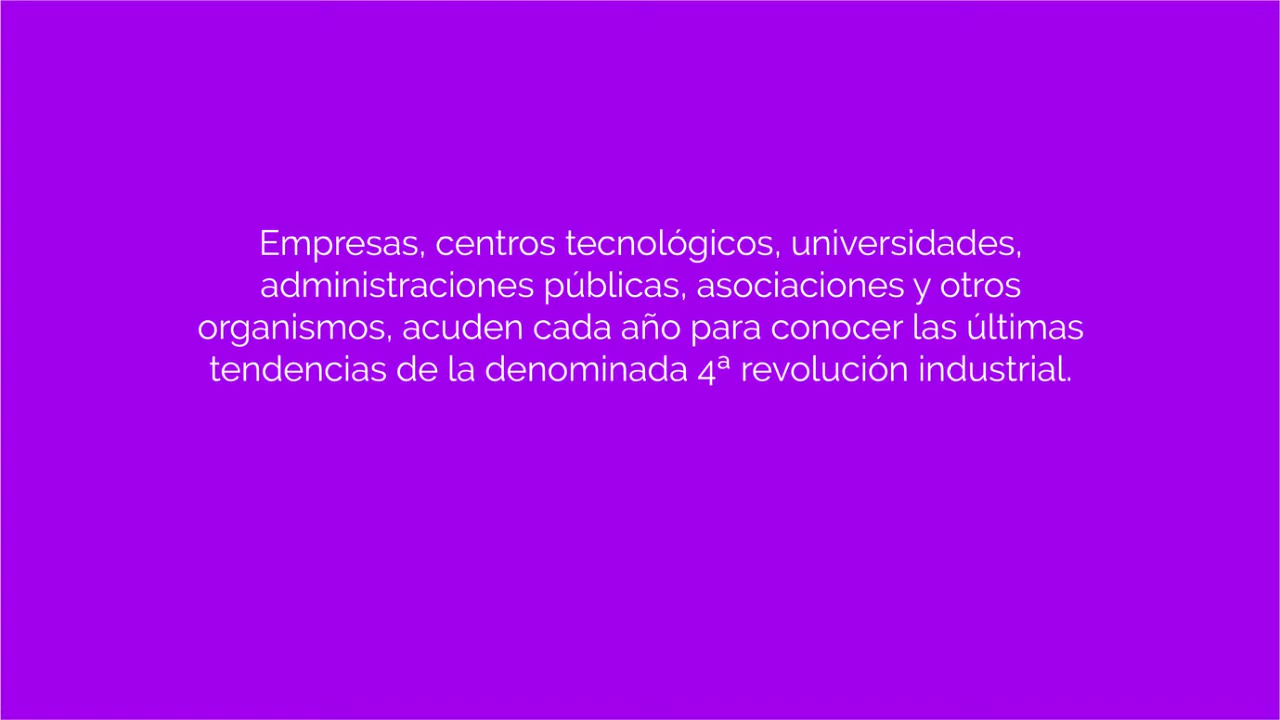 Empresas, centros tecnológicos, universidades,
administraciones públicas, asociaciones y otros
organismos, acuden cada año para conocer las últimas
tendencias de la denominada 4ª revolución industrial.